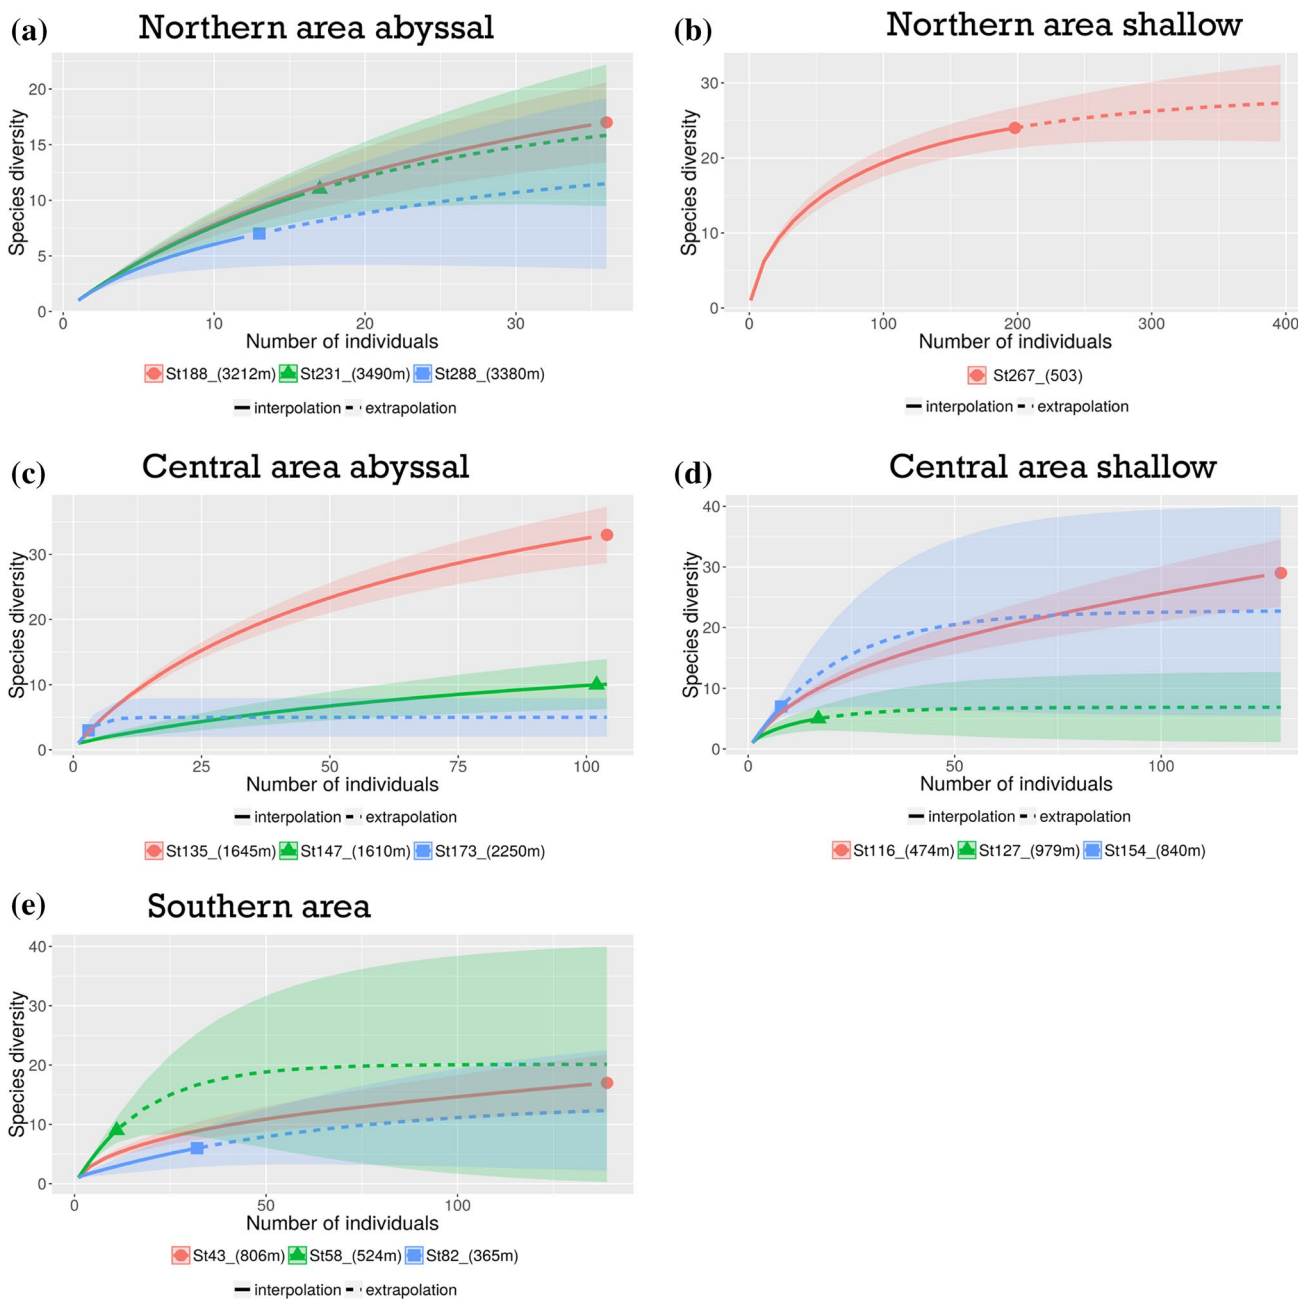 (a) Northern area abyssal
Species diversity
20
15
10
5
0
0 10 20 30
Number of individuals
St188_(3212m) St231_(3490m) St288_(3380m)
interpolation extrapolation
(b) Northern area shallow
Species diversity
30
20
10
0
0 100 200 300 400
Number of individuals
St267_(503)
interpolation extrapolation
(c) Central area abyssal
Species diversity
30
20
10
0
0 25 50 75 100
Number of individuals
interpolation extrapolation
St135_(1645m) St147_(1610m) St173_(2250m)
(d) Central area shallow
Species diversity
40
30
20
10
0
0 50 100
Number of individuals
interpolation extrapolation
St116_(474m) St127_(979m) St154_(840m)
(e) Southern area
Species diversity
40
30
20
10
0
0 50 100
Number of individuals
St43_(806m) St58_(524m) St82_(365m)
interpolation extrapolation